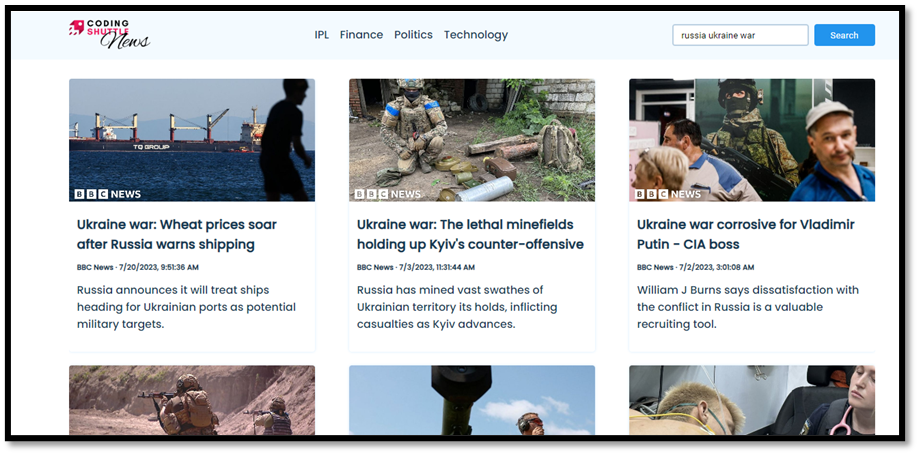 CODING
SHUTTLE
News
IPL Finance Politics Technology
russia ukraine war
Search
TQ GROUP
BBC NEWS
Ukraine war: Wheat prices soar
after Russia warns shipping
BBC News · 7/20/2023, 9:51:36 AM
Russia announces it will treat ships
heading for Ukrainian ports as potential
military targets.
BBC NEWS
Ukraine war: The lethal minefields
holding up Kyiv's counter-offensive
BBC News · 7/3/2023, 11:31:44 AM
Russia has mined vast swathes of
Ukrainian territory its holds, inflicting
casualties as Kyiv advances.
BBC NEWS
Ukraine war corrosive for Vladimir
Putin - CIA boss
BBC News · 7/2/2023, 3:01:08 AM
William J Burns says dissatisfaction with
the conflict in Russia is a valuable
recruiting tool.